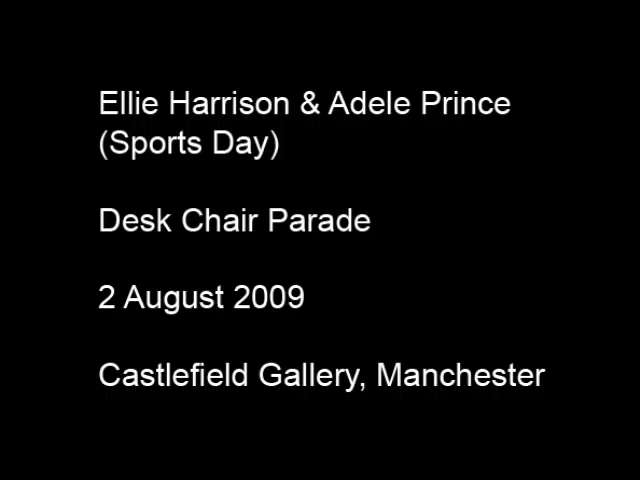 Ellie Harrison & Adele Prince
(Sports Day)
Desk Chair Parade
2 August 2009
Castlefield Gallery, Manchester